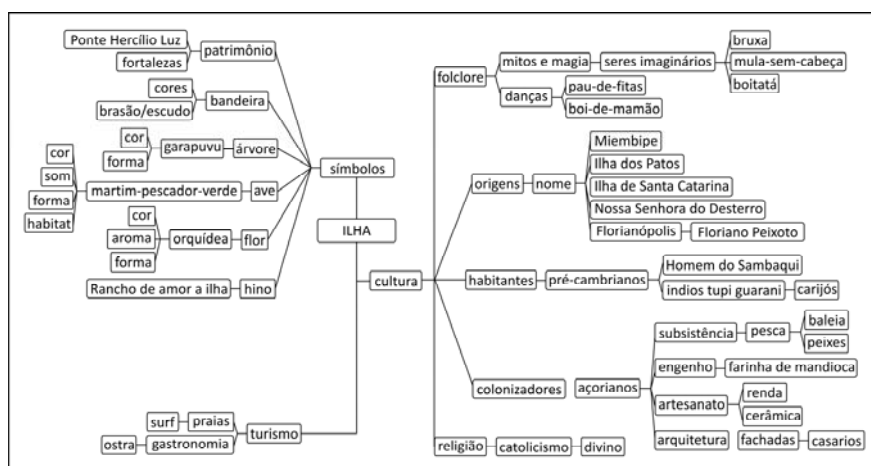 Ponte Hercílio Luz
fortalezas
patrimônio
cores
brasão/escudo
bandeira
cor
forma
garapuvu
árvore
cor
som
forma
habitat
martim-pescador-verde
ave
cor
aroma
forma
orquídea
flor
Rancho de amor a ilha
hino
símbolos
ILHA
surf
praias
ostra
gastronomia
turismo
cultura
folclore
mitos e magia
seres imaginários
bruxa
mula-sem-cabeça
boitatá
danças
pau-de-fitas
boi-de-mamão
origens
nome
Miembipe
Ilha dos Patos
Ilha de Santa Catarina
Nossa Senhora do Desterro
Florianópolis
Floriano Peixoto
habitantes
pré-cambrianos
Homem do Sambaqui
indios tupi guarani
carijós
colonizadores
açorianos
subsistência
pesca
baleia
peixes
engenho
farinha de mandioca
artesanato
renda
cerâmica
arquitetura
fachadas
casarios
religião
catolicismo
divino